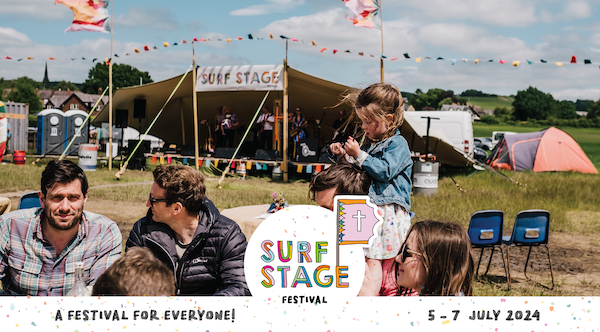 SURF STAGE
SURF
STAGE
FESTIVAL
A FESTIVAL FOR EVERYONE!
5 - 7 JULY 2024